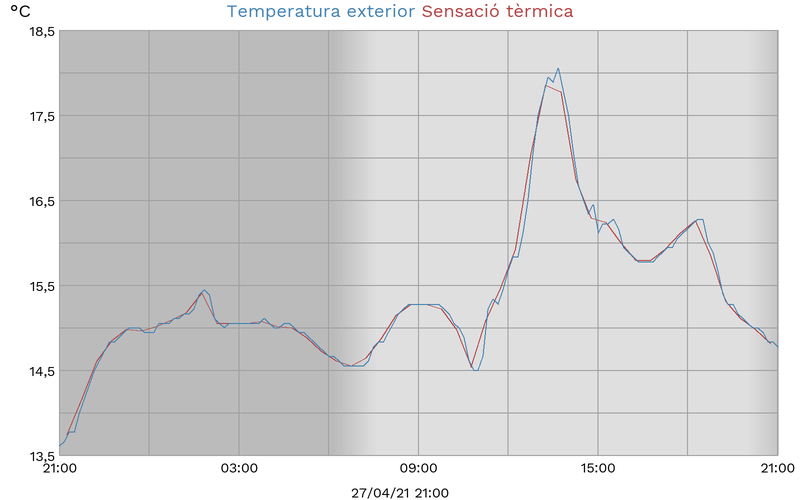 °C
Temperatura exterior Sensació tèrmica
18,5
17,5
16,5
15,5
14,5
13,5
21:00 03:00 09:00 15:00 21:00
27/04/21 21:00